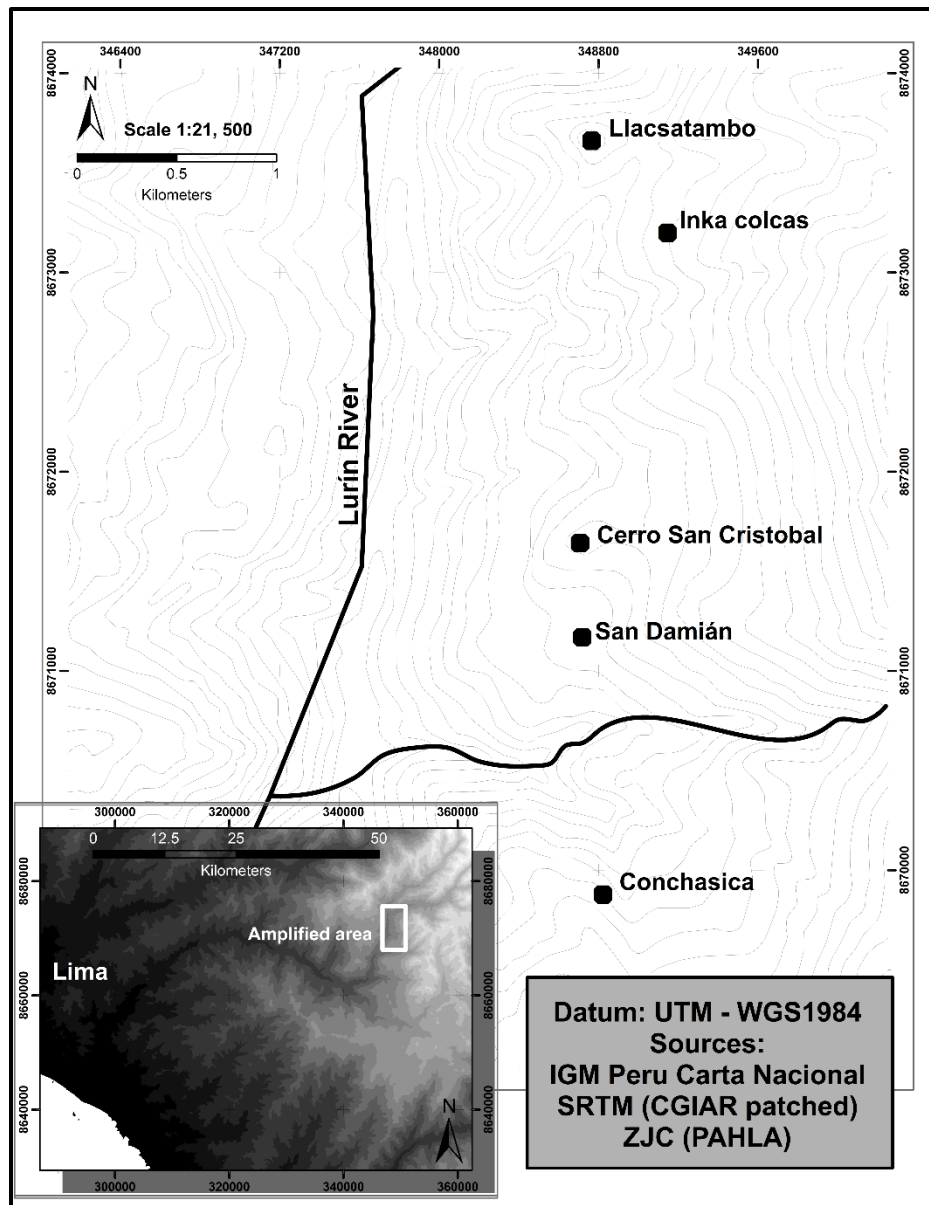 346400 347200 348000 348800 349600
8674000
8674000
N
Scale 1:21, 500
0 0.5 1
Kilometers
Llacsatambo
Inka colcas
8673000
8673000
Lurín River
8672000
8672000
Cerro San Cristobal
San Damián
8671000
8671000
8670000
Conchasica
300000 320000 340000 360000
0 12.5 25 50
Kilometers
8680000
8680000
Amplified area
Lima
8660000
8660000
8640000
8640000
N
300000 320000 340000 360000
Datum: UTM - WGS1984
Sources:
IGM Peru Carta Nacional
SRTM (CGIAR patched)
ZJC (PAHLA)